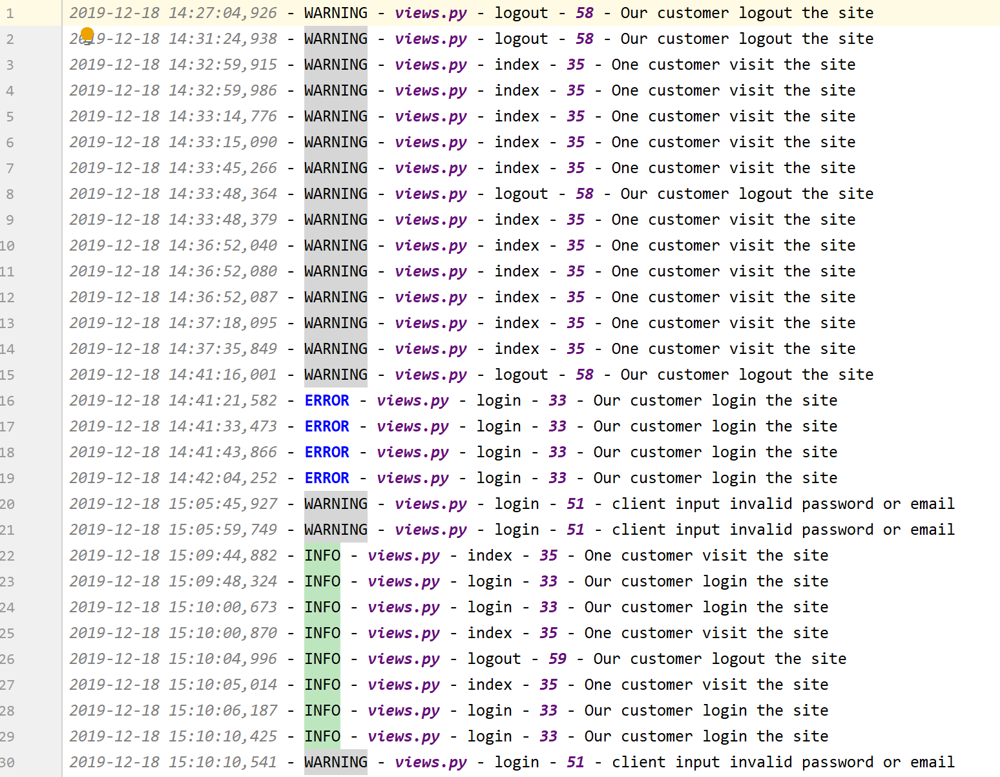 1 2019-12-18 14:27:04,926 - WARNING - views.py - logout - 58 - Our customer logout the site
2 2019-12-18 14:31:24,938 - WARNING - views.py - logout - 58 - Our customer logout the site
3 2019-12-18 14:32:59,915 - WARNING - views.py - index - 35 - One customer visit the site
4 2019-12-18 14:32:59,986 - WARNING - views.py - index - 35 - One customer visit the site
5 2019-12-18 14:33:14,776 - WARNING - views.py - index - 35 - One customer visit the site
6 2019-12-18 14:33:15,090 - WARNING - views.py - index - 35 - One customer visit the site
7 2019-12-18 14:33:45,266 - WARNING - views.py - index - 35 - One customer visit the site
8 2019-12-18 14:33:48,364 - WARNING - views.py - logout - 58 - Our customer logout the site
9 2019-12-18 14:33:48,379 - WARNING - views.py - index - 35 - One customer visit the site
10 2019-12-18 14:36:52,040 - WARNING - views.py - index - 35 - One customer visit the site
11 2019-12-18 14:36:52,080 - WARNING - views.py - index - 35 - One customer visit the site
12 2019-12-18 14:36:52,087 - WARNING - views.py - index - 35 - One customer visit the site
13 2019-12-18 14:37:18,095 - WARNING - views.py - index - 35 - One customer visit the site
14 2019-12-18 14:37:35,849 - WARNING - views.py - index - 35 - One customer visit the site
15 2019-12-18 14:41:16,001 - WARNING - views.py - logout - 58 - Our customer logout the site
16 2019-12-18 14:41:21,582 - ERROR - views.py - login - 33 - Our customer login the site
17 2019-12-18 14:41:33,473 - ERROR - views.py - login - 33 - Our customer login the site
18 2019-12-18 14:41:43,866 - ERROR - views.py - login - 33 - Our customer login the site
19 2019-12-18 14:42:04,252 - ERROR - views.py - login - 33 - Our customer login the site
20 2019-12-18 15:05:45,927 - WARNING - views.py - login - 51 - client input invalid password or email
21 2019-12-18 15:05:59,749 - WARNING - views.py - login - 51 - client input invalid password or email
22 2019-12-18 15:09:44,882 - INFO - views.py - index - 35 - One customer visit the site
23 2019-12-18 15:09:48,324 - INFO - views.py - login - 33 - Our customer login the site
24 2019-12-18 15:10:00,673 - INFO - views.py - login - 33 - Our customer login the site
25 2019-12-18 15:10:00,870 - INFO - views.py - index - 35 - One customer visit the site
26 2019-12-18 15:10:04,996 - INFO - views.py - logout - 59 - Our customer logout the site
27 2019-12-18 15:10:05,014 - INFO - views.py - index - 35 - One customer visit the site
28 2019-12-18 15:10:06,187 - INFO - views.py - login - 33 - Our customer login the site
29 2019-12-18 15:10:10,425 - INFO - views.py - login - 33 - Our customer login the site
30 2019-12-18 15:10:10,541 - WARNING - views.py - login - 51 - client input invalid password or email